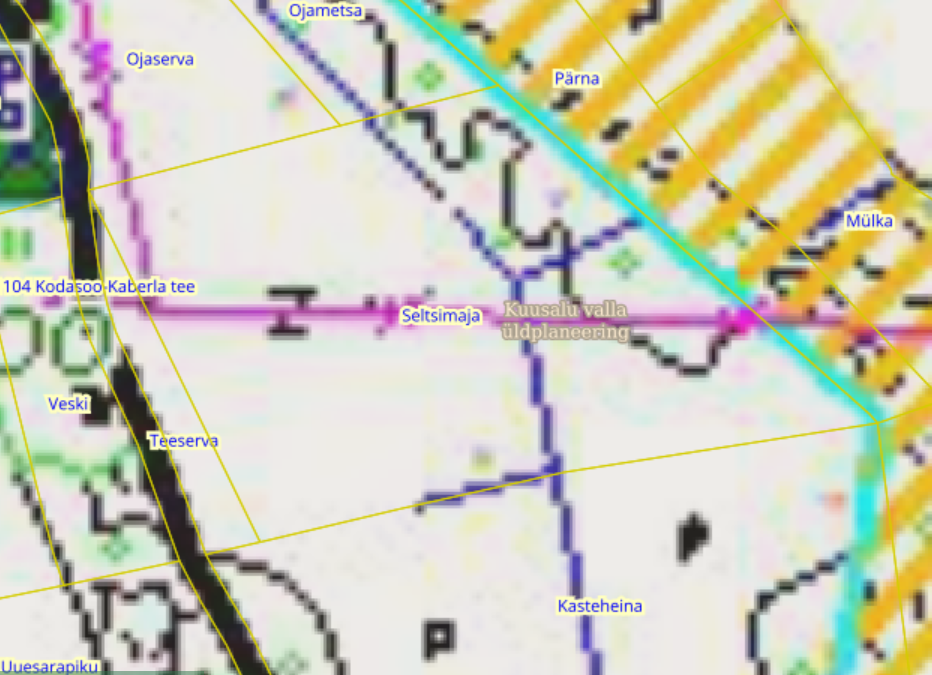 Ojametsa
Ojaserva
Pärna
Mülka
104 Kodasoo-Kaberla tee
Seltsimaja
Kuusalu valla
üldplaneering
Veski
Teeserva
Kasteheina
P
Uuesarapiku